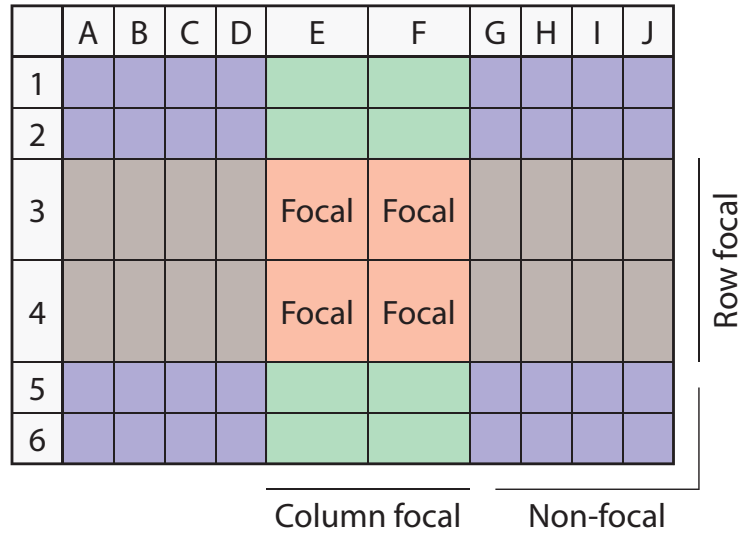 A B C D E F G H I J
1
2
3 Focal Focal
4 Focal Focal
5
6
Row focal
Column focal Non-focal